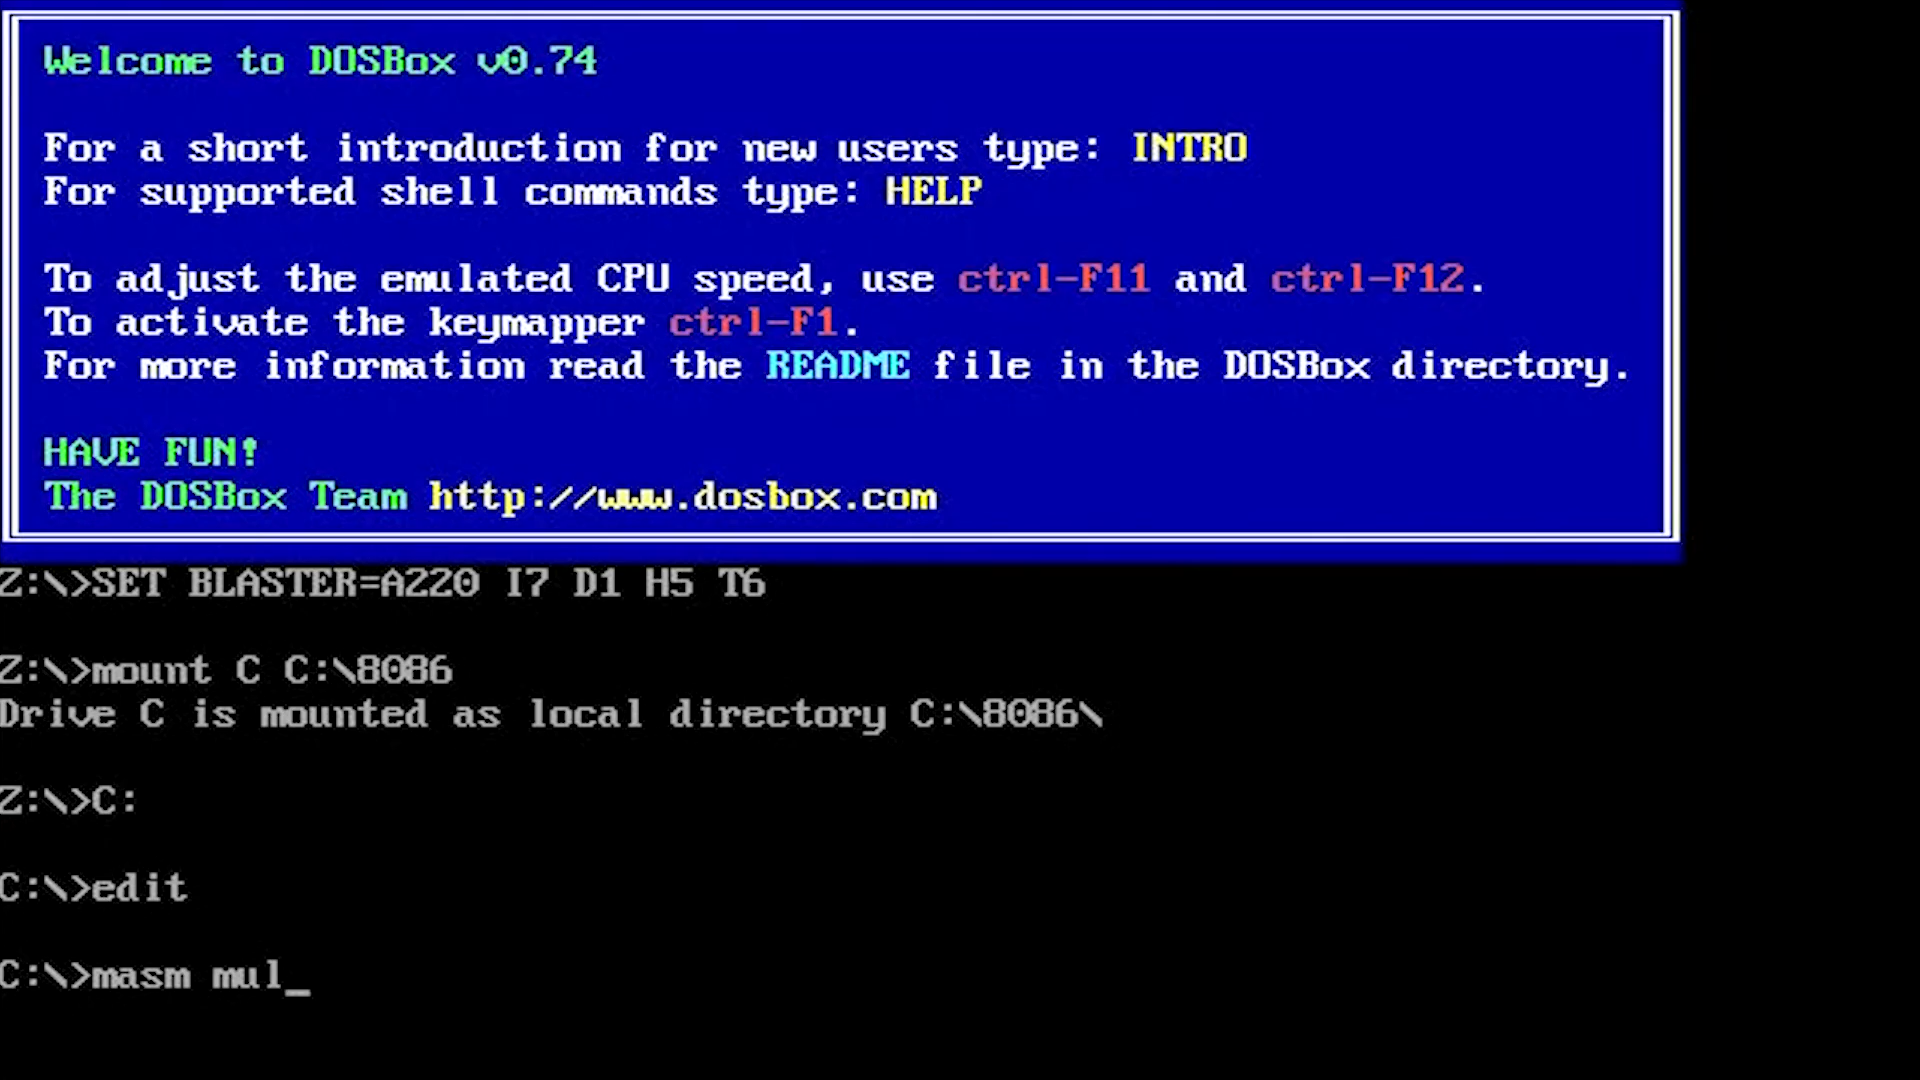 Welcome to DOSBox v0.74
For a short introduction for new users type: INTRO
For supported shell commands type: HELP
To adjust the emulated CPU speed, use ctrl-F11 and ctrl-F12.
To activate the keymapper ctrl-F1.
For more information read the README file in the DOSBox directory.
HAVE FUN!
The DOSBox Team http://www.dosbox.com
Z:\>SET BLASTER=A220 I7 D1 H5 T6
Z:\>mount C C:\8086
Drive C is mounted as local directory C:\8086\
Z:\>C:
C:\>edit
C:\>masm mul_